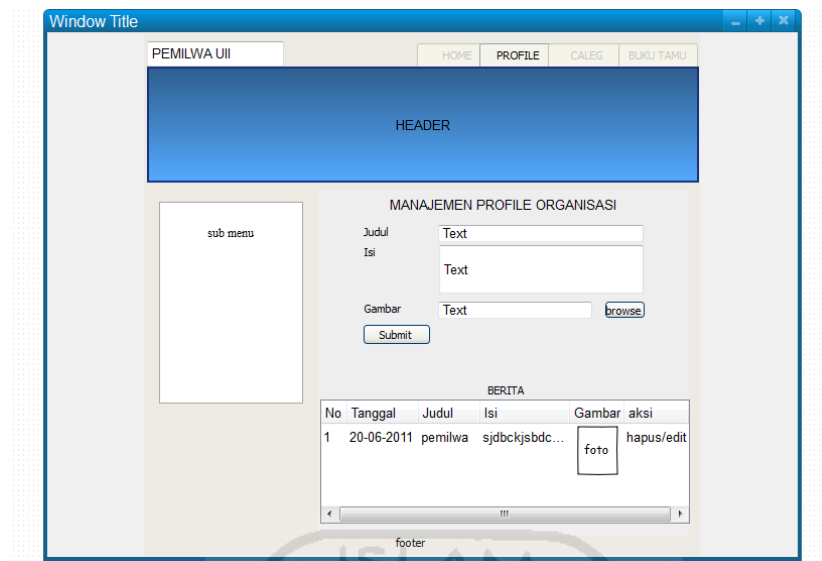 Window Title
PEMILWA UII
HOME PROFILE CALEG BUKU TAMU
HEADER
sub menu
MANAJEMEN PROFILE ORGANISASI
Judul Text
Isi Text
Gambar Text browse
Submit
BERITA
No Tanggal Judul Isi Gambar aksi
1 20-06-2011 pemilwa sjdbckjsbdc... foto hapus/edit
footer
ISLAM